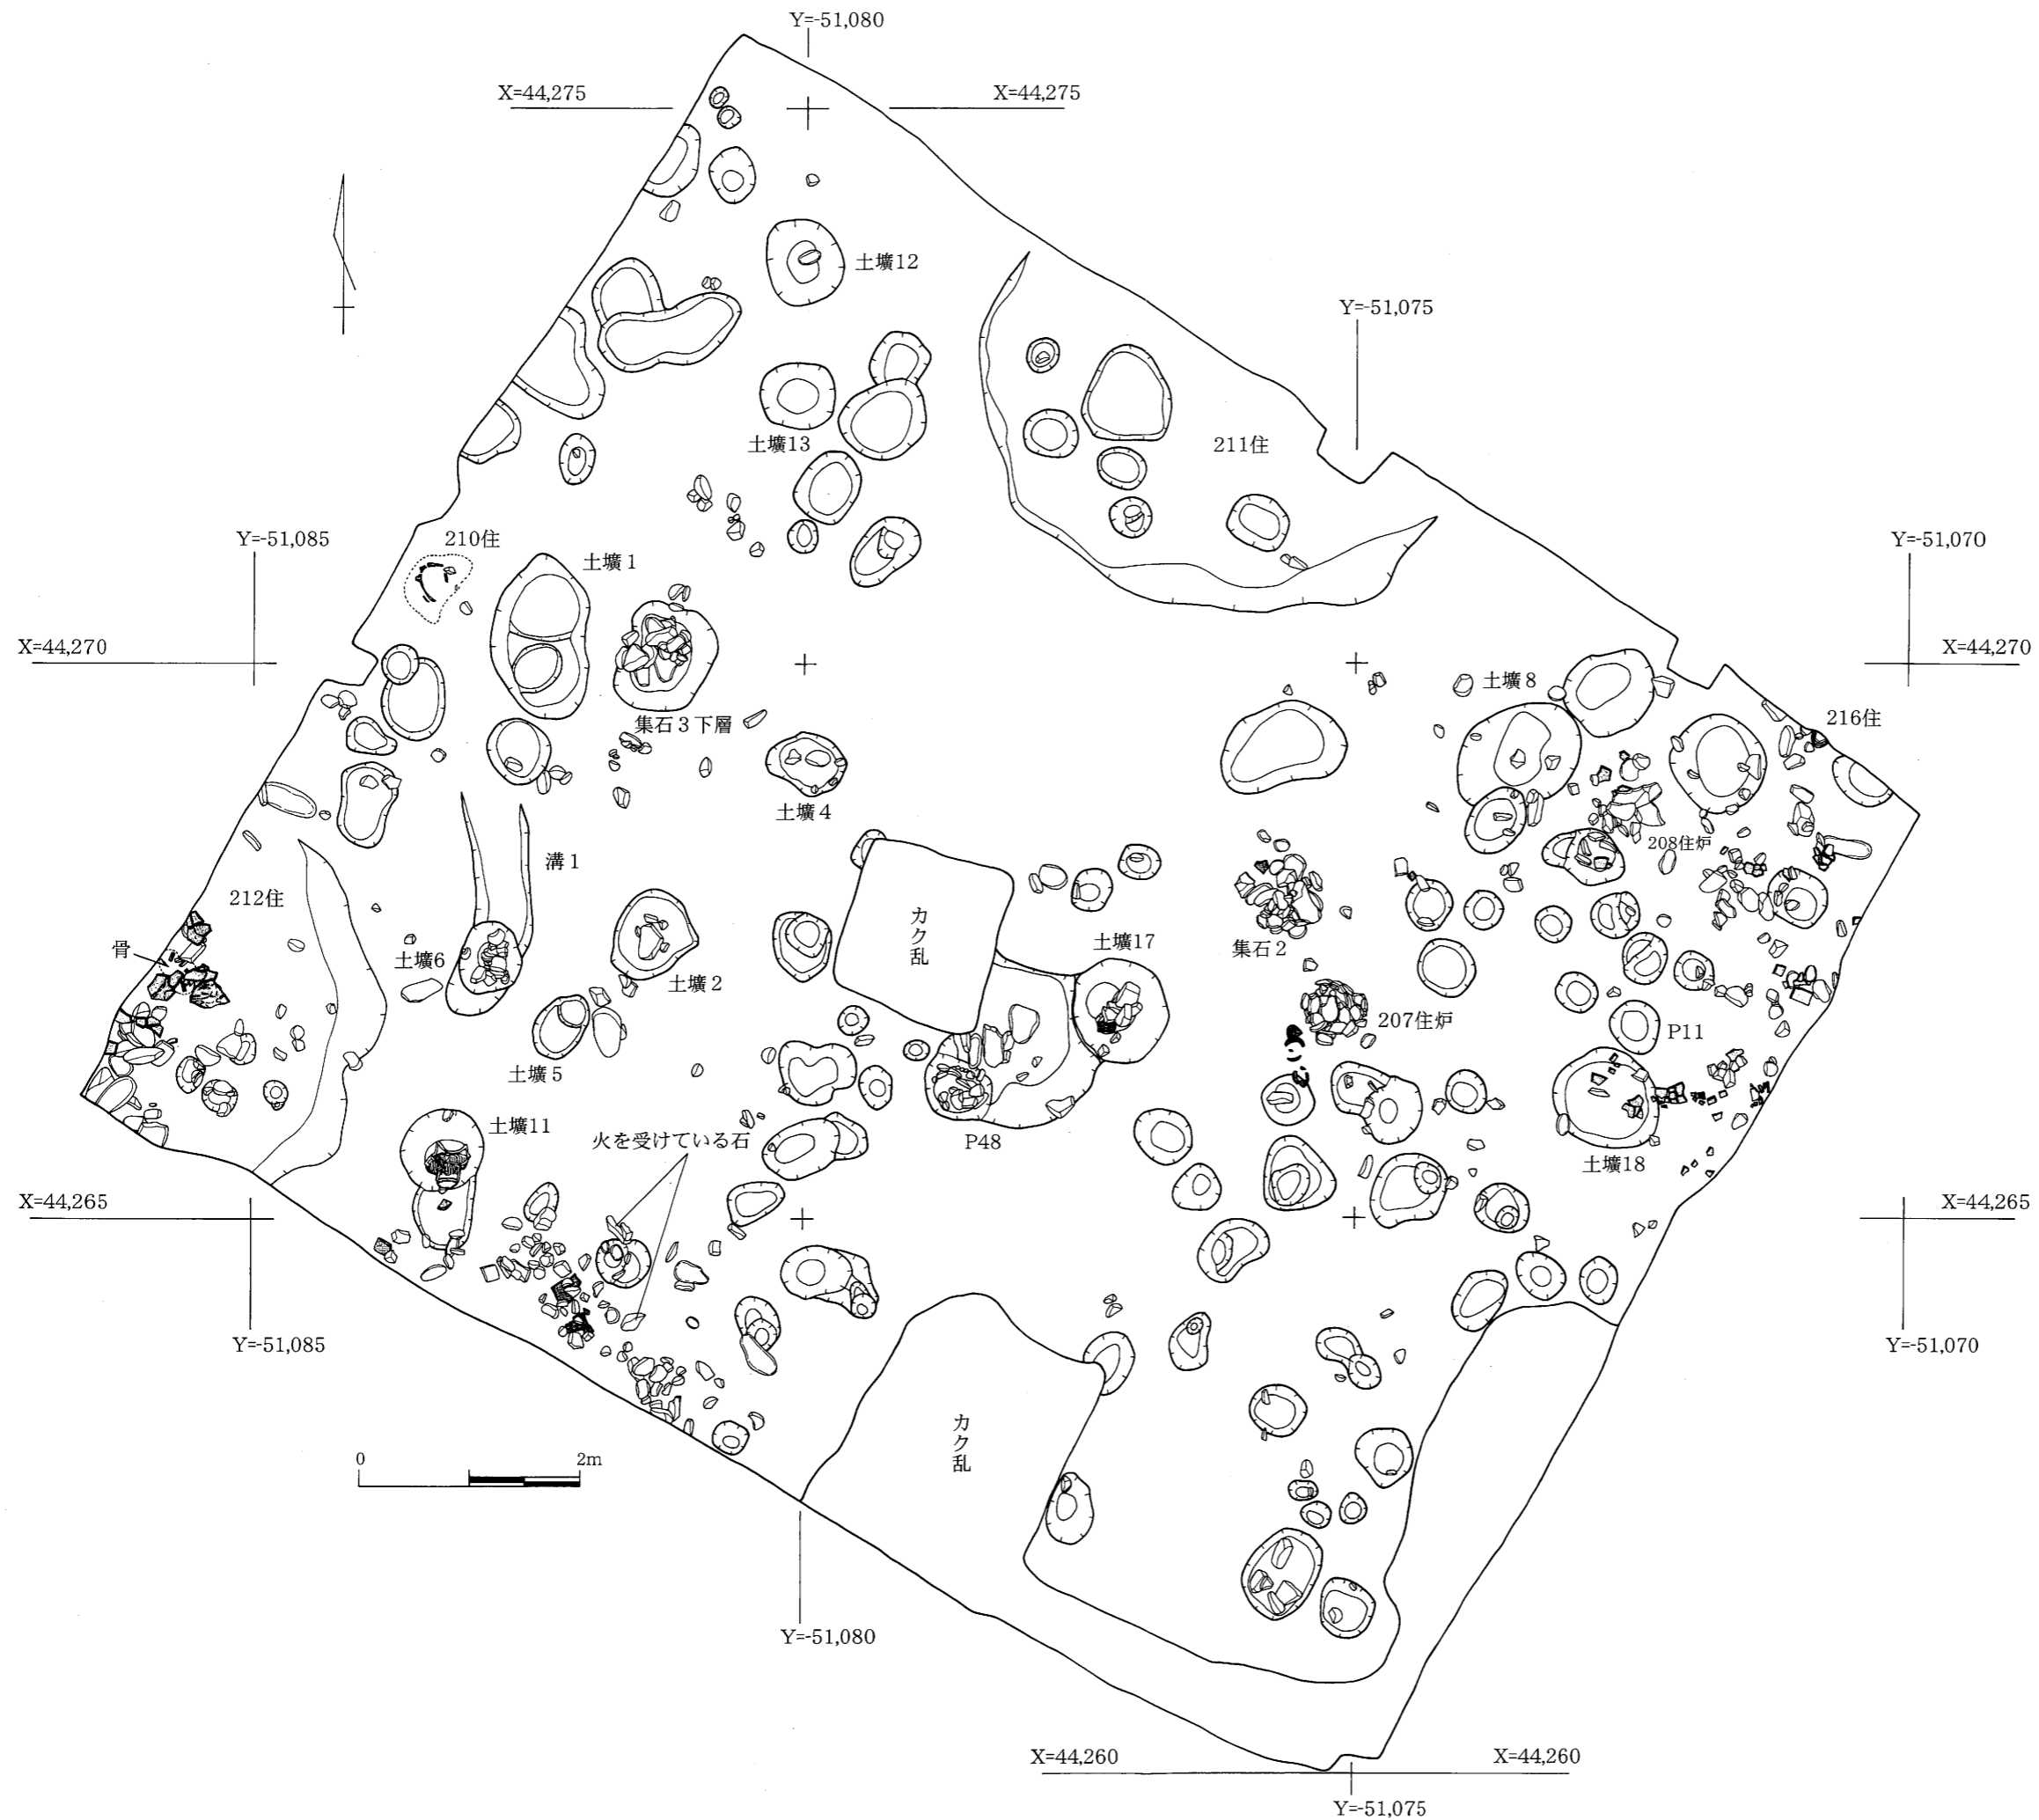 Y=-51,080
X=44,275
X=44,275
土壙12
Y=-51,075
土壙13
211住
Y=-51,085
210住
土壙1
Y=-51,070
X=44,270
X=44,270
土壙8
216住
集石3下層
土壙4
208住炉
溝1
212住
カク乱
骨
土壙6
土壙2
土壙17
集石2
207住炉
P11
土壙5
土壙11
火を受けている石
P48
土壙18
X=44,265
X=44,265
Y=-51,085
Y=-51,070
カク乱
0
2m
Y=-51,080
X=44,260
X=44,260
Y=-51,075